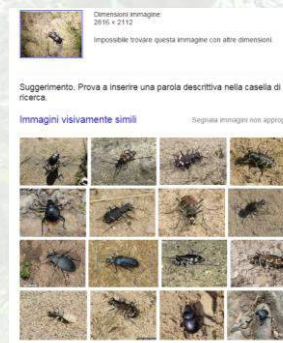 Dimensioni immagine:
2816 × 2112
Impossibile trovare questa immagine con altre dimensioni.
Suggerimento. Prova a inserire una parola descrittiva nella casella di
ricerca.
Immagini visivamente simili
Segnala immagini non approp